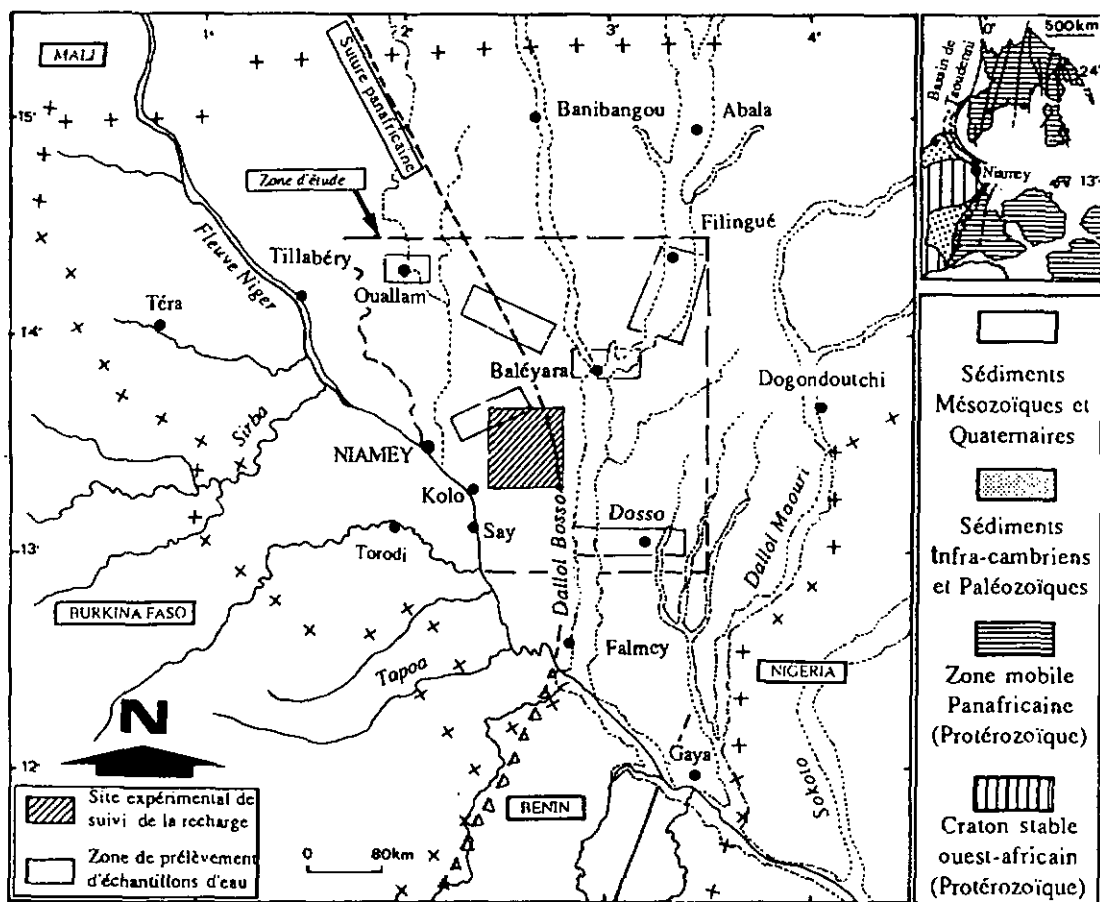 1°
2°
3°
4°
MALI
Suture panafricaine
Banibangou
Abala
15°
Zone d'étude
Filingué
Fleuve Niger
Tillabéry
Ouallam
Téra
14°
Baléyara
Dogondoutchi
Sirba
NIAMEY
Kolo
Say
Dosso
Torodi
13°
Dallol Bosso
Dallol Maouri
BURKINA FASO
Falmey
Tapoa
NIGERIA
N
12°
Gaya
Sokoto
BENIN
Site expérimental de
suivi de la recharge
Zone de prélèvement
d'échantillons d'eau
0 80km
0°
500km
Bassin de
Taoudenni
24°
Niamey
13°
Sédiments
Mésozoïques et
Quaternaires
Sédiments
Infra-cambriens
et Paléozoïques
Zone mobile
Panafricaine
(Protérozoïque)
Craton stable
ouest-africain
(Protérozoïque)